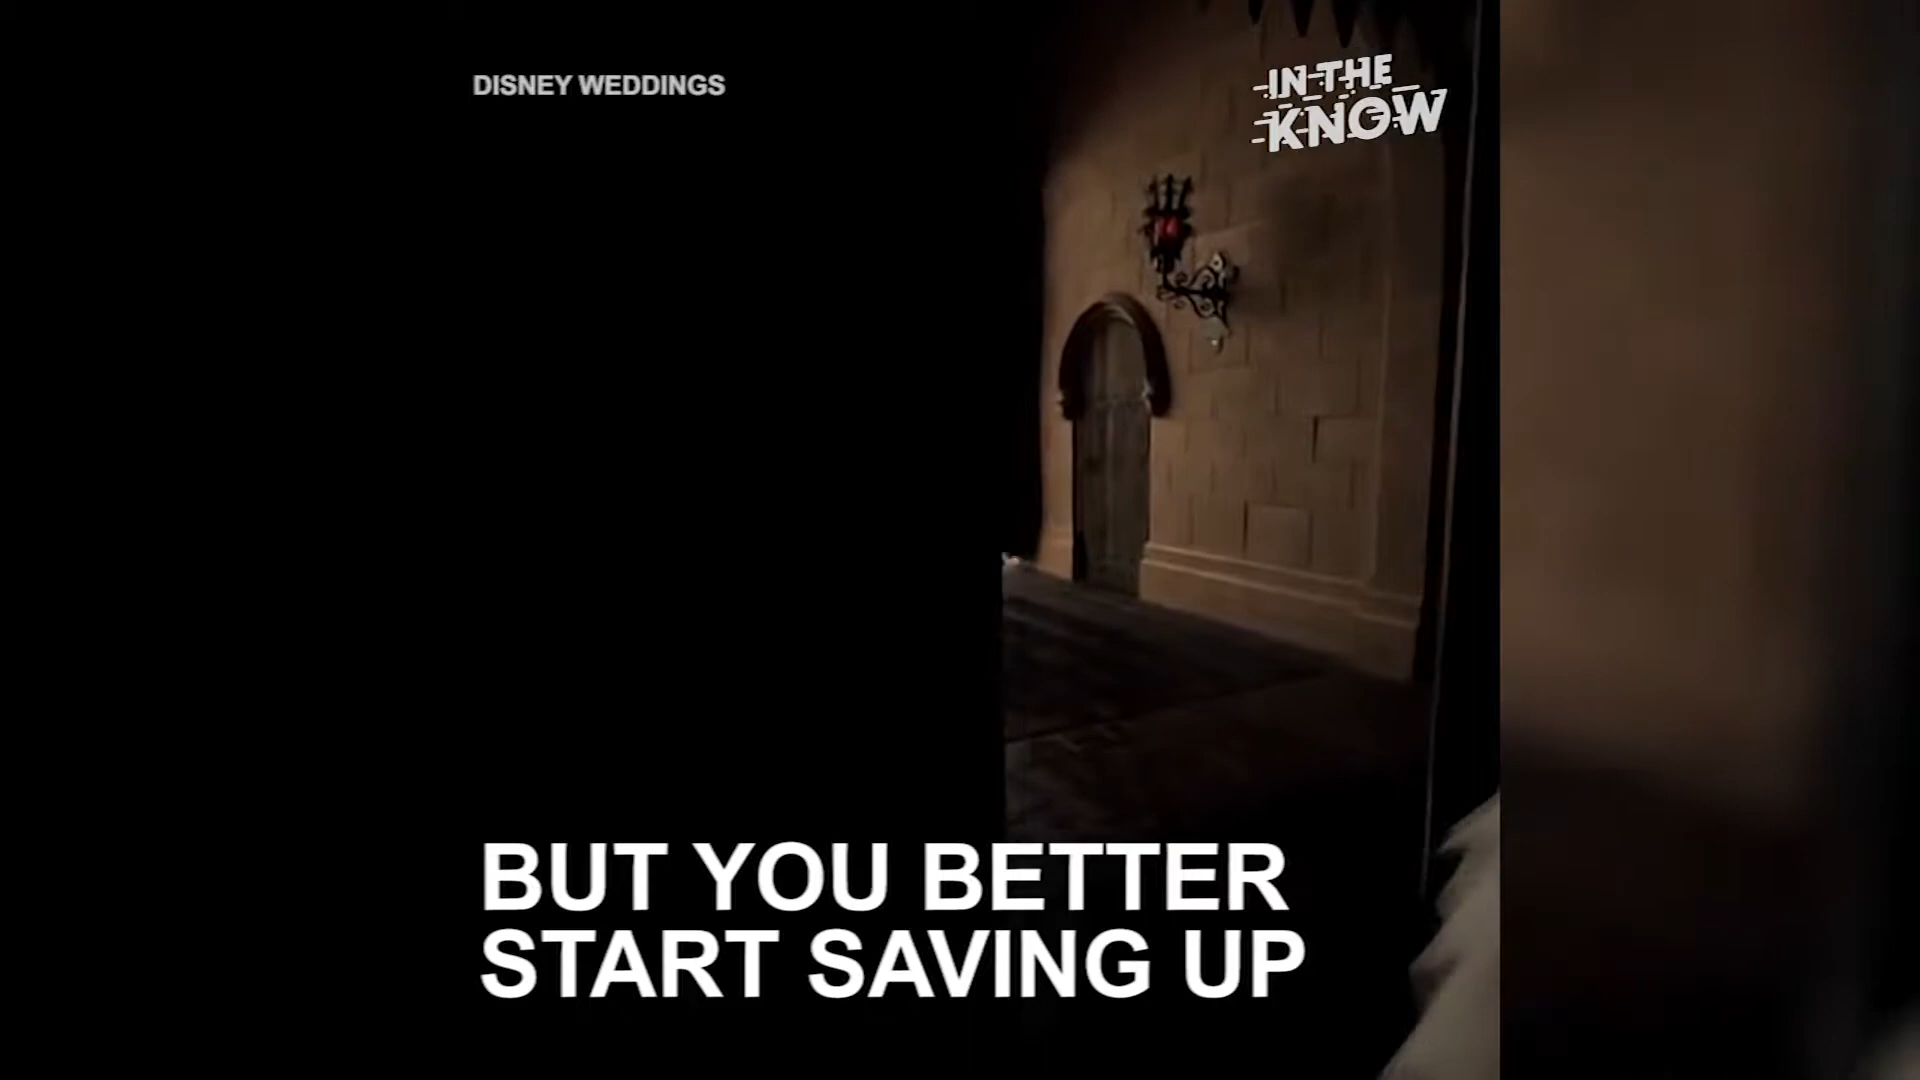 DISNEY WEDDINGS
IN THE
KNOW
BUT YOU BETTER
START SAVING UP